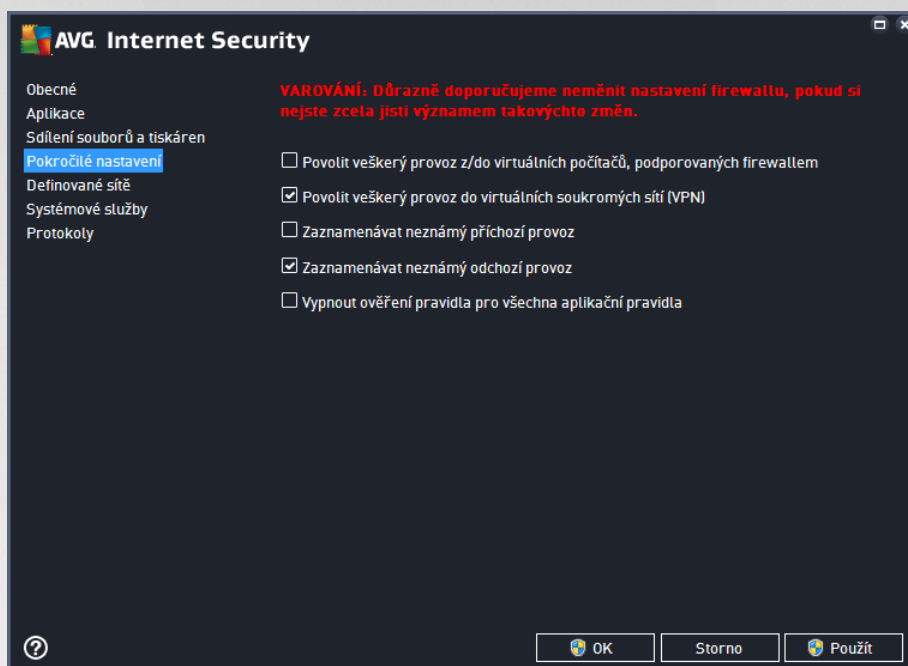 AVG. Internet Security
Obecné
Aplikace
Sdílení souborů a tiskáren
Pokročilé nastavení
Definované sítě
Systémové služby
Protokoly
VAROVÁNÍ: Důrazně doporučujeme neměnit nastavení firewallu, pokud si
nejste zcela jisti významem takovýchto změn.
Povolit veškerý provoz z/do virtuálních počítačů, podporovaných firewallem
Povolit veškerý provoz do virtuálních soukromých sítí (VPN)
Zaznamenávat neznámý příchozí provoz
Zaznamenávat neznámý odchozí provoz
Vypnout ověření pravidla pro všechna aplikační pravidla
?
OK
Storno
Použít